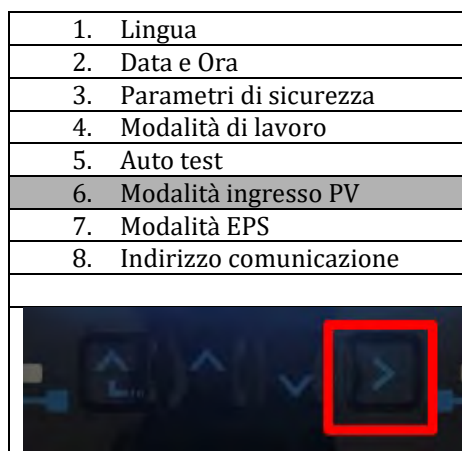 1. Lingua
2. Data e Ora
3. Parametri di sicurezza
4. Modalità di lavoro
5. Auto test
6. Modalità ingresso PV
7. Modalità EPS
8. Indirizzo comunicazione